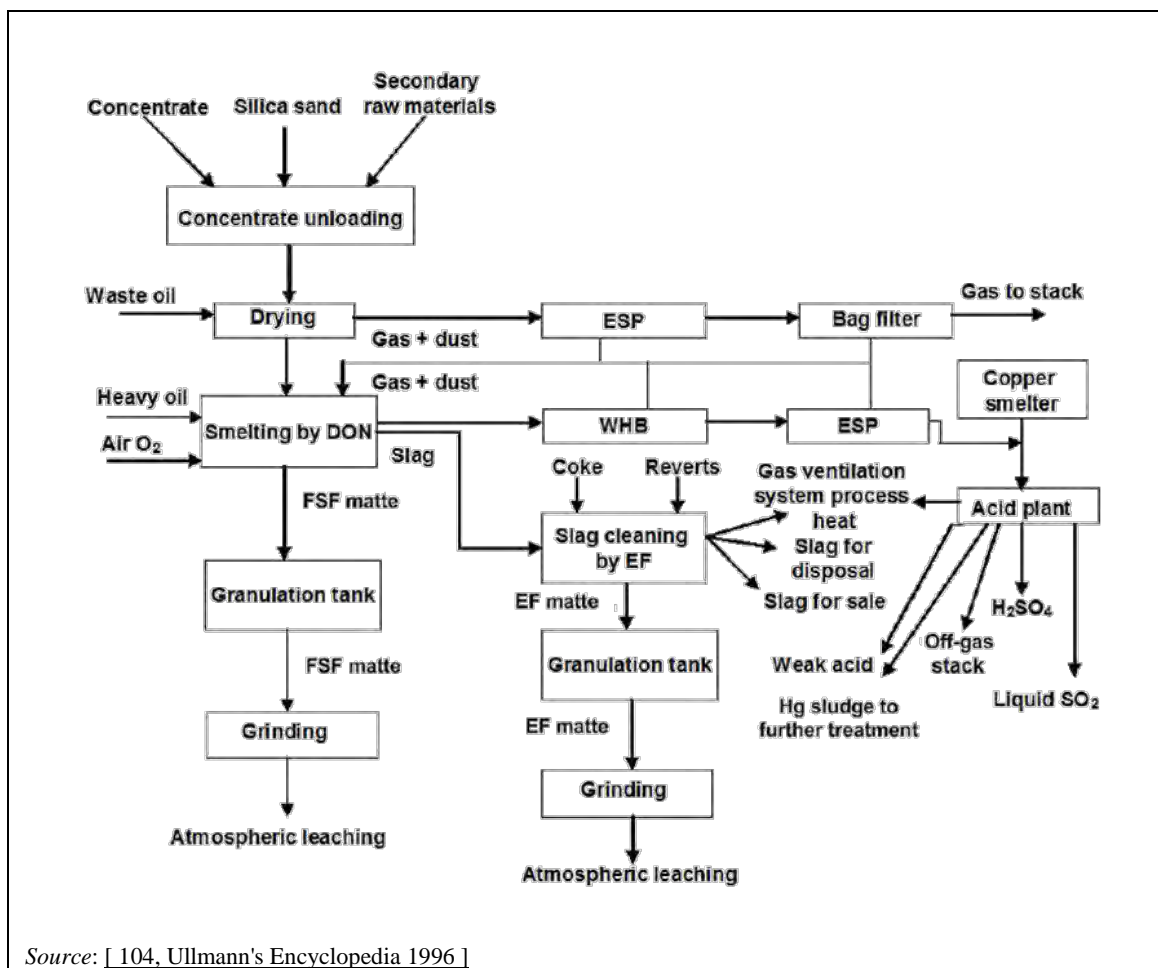 Concentrate
Silica sand
Secondary
raw materials
Concentrate unloading
Waste oil
Drying
Gas + dust
ESP
Bag filter
Gas to stack
Heavy oil
Air O₂
Smelting by DON
Gas + dust
Slag
WHB
ESP
Copper
smelter
FSF matte
Coke
Reverts
Slag cleaning
by EF
Gas ventilation
system process
heat
Slag for
disposal
Slag for sale
Acid plant
Granulation tank
EF matte
Granulation tank
Weak acid
Hg sludge to
further treatment
Off-gas
stack
H₂SO₄
Liquid SO₂
FSF matte
Grinding
EF matte
Grinding
Atmospheric leaching
Atmospheric leaching
Source: [ 104, Ullmann's Encyclopedia 1996 ]